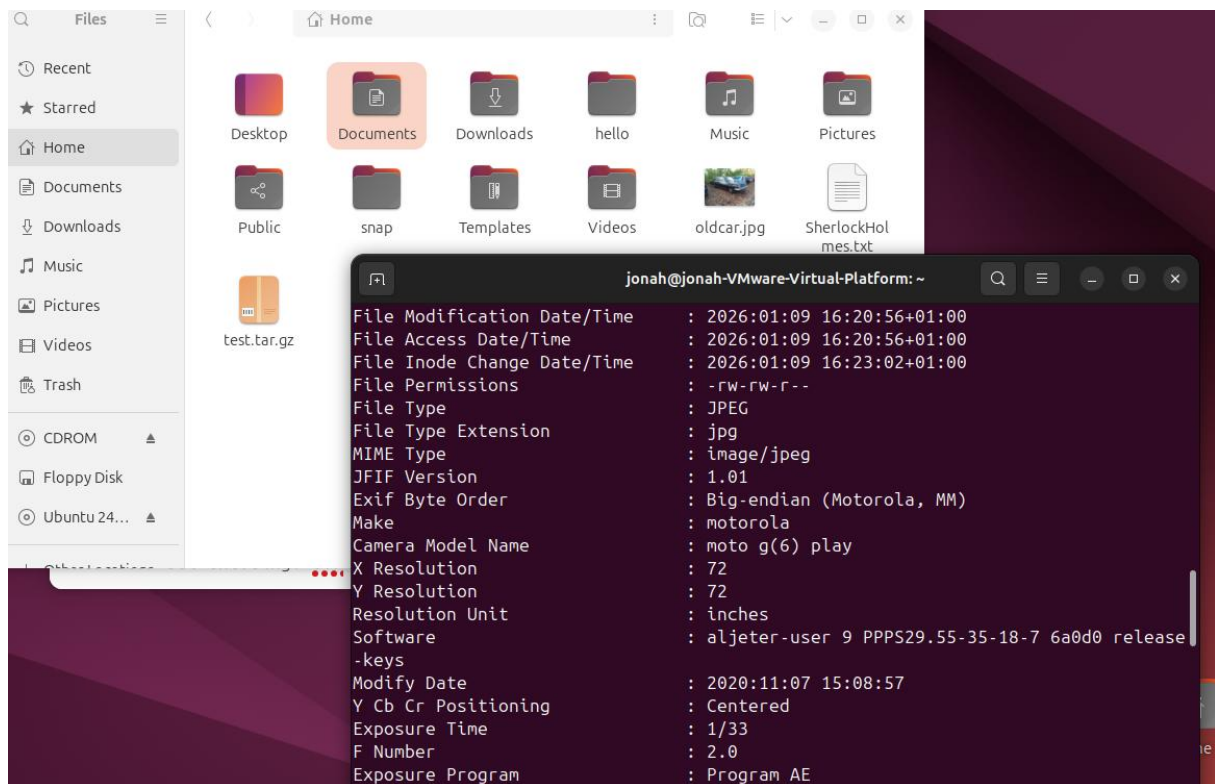 Files
Home
Recent
Starred
Home
Documents
Downloads
Music
Pictures
Videos
Trash
CDROM
Floppy Disk
Ubuntu 24...
Desktop
Documents
Downloads
hello
Music
Pictures
Public
snap
Templates
Videos
oldcar.jpg
SherlockHol
mes.txt
test.tar.gz
jonah@jonah-VMware-Virtual-Platform: ~
File Modification Date/Time : 2026:01:09 16:20:56+01:00
File Access Date/Time : 2026:01:09 16:20:56+01:00
File Inode Change Date/Time : 2026:01:09 16:23:02+01:00
File Permissions : -rw-rw-r--
File Type : JPEG
File Type Extension : jpg
MIME Type : image/jpeg
JFIF Version : 1.01
Exif Byte Order : Big-endian (Motorola, MM)
Make : motorola
Camera Model Name : moto g(6) play
X Resolution : 72
Y Resolution : 72
Resolution Unit : inches
Software : aljeter-user 9 PPPS29.55-35-18-7 6a0d0 release
-keys
Modify Date : 2020:11:07 15:08:57
Y Cb Cr Positioning : Centered
Exposure Time : 1/33
F Number : 2.0
Exposure Program : Program AE